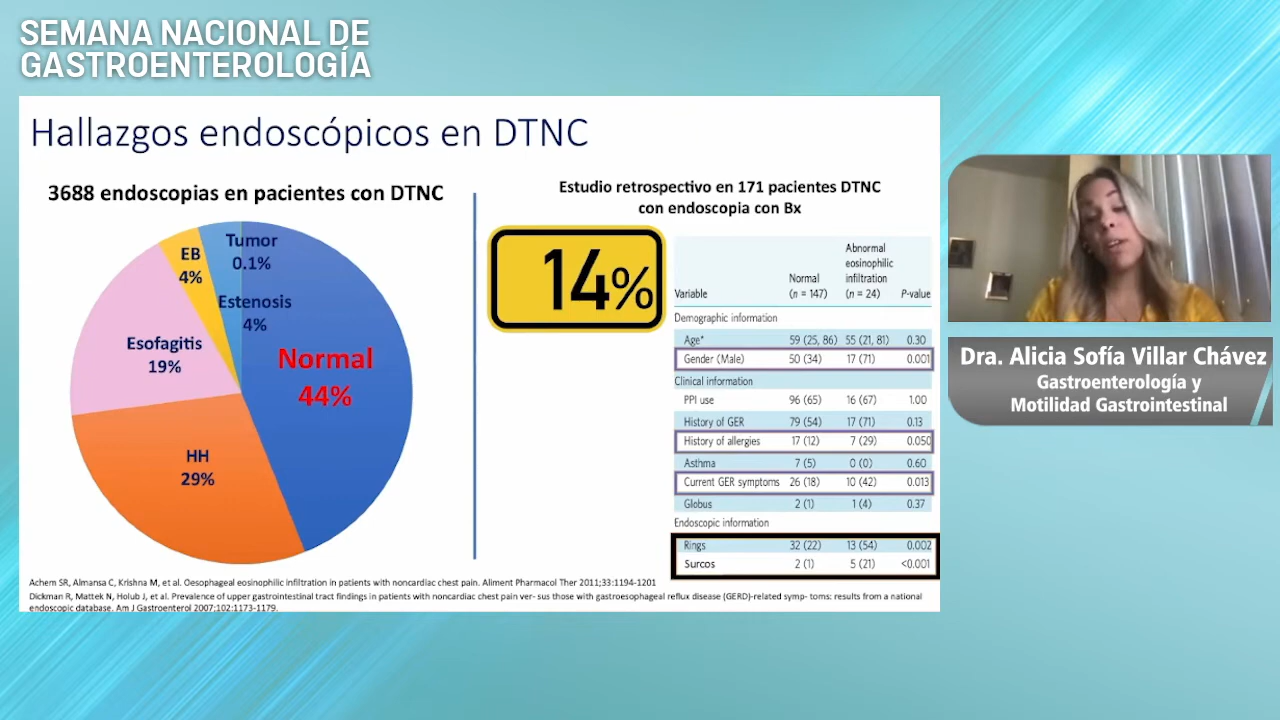 SEMANA NACIONAL DE
GASTROENTEROLOGÍA
Hallazgos endoscópicos en DTNC
3688 endoscopias en pacientes con DTNC
Tumor
0.1%
EB
4%
Estenosis
4%
Esofagitis
19%
Normal
44%
HH
29%
Estudio retrospectivo en 171 pacientes DTNC
con endoscopia con Bx
14%
Abnormal
eosinophilic
Normal infiltration
Variable (n = 147) (n = 24) P-value
Demographic information
Age* 59 (25, 86) 55 (21, 81) 0.30
Gender (Male) 50 (34) 17 (71) 0.001
Clinical information
PPI use 96 (65) 16 (67) 1.00
History of GER 79 (54) 17 (71) 0.13
History of allergies 17 (12) 7 (29) 0.050
Asthma 7 (5) 0 (0) 0.60
Current GER symptoms 26 (18) 10 (42) 0.013
Globus 2 (1) 1 (4) 0.37
Endoscopic information
Rings 32 (22) 13 (54) 0.002
Surcos 2 (1) 5 (21) <0.001
Achem SR, Almansa C, Krishna M, et al. Oesophageal eosinophilic infiltration in patients with noncardiac chest pain. Aliment Pharmacol Ther 2011;33:1194-1201
Dickman R, Mattek N, Holub J, et al. Prevalence of upper gastrointestinal tract findings in patients with noncardiac chest pain ver- sus those with gastroesophageal reflux disease (GERD)-related symp- toms: results from a national
endoscopic database. Am J Gastroenterol 2007;102:1173-1179.
Dra. Alicia Sofía Villar Chávez
Gastroenterología y
Motilidad Gastrointestinal